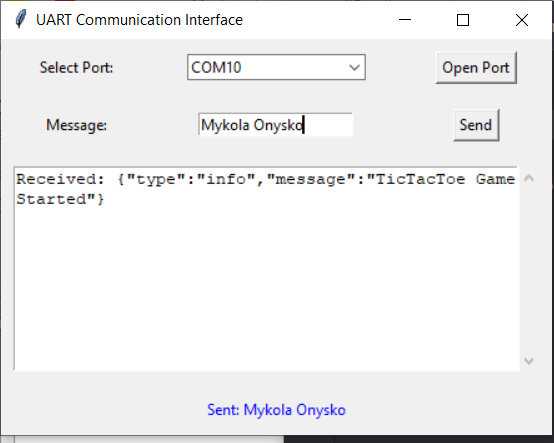 UART Communication Interface
Select Port: COM10 Open Port
Message: Mykola Onysko Send
Received: {"type":"info","message":"TicTacToe Game
Started"}
Sent: Mykola Onysko